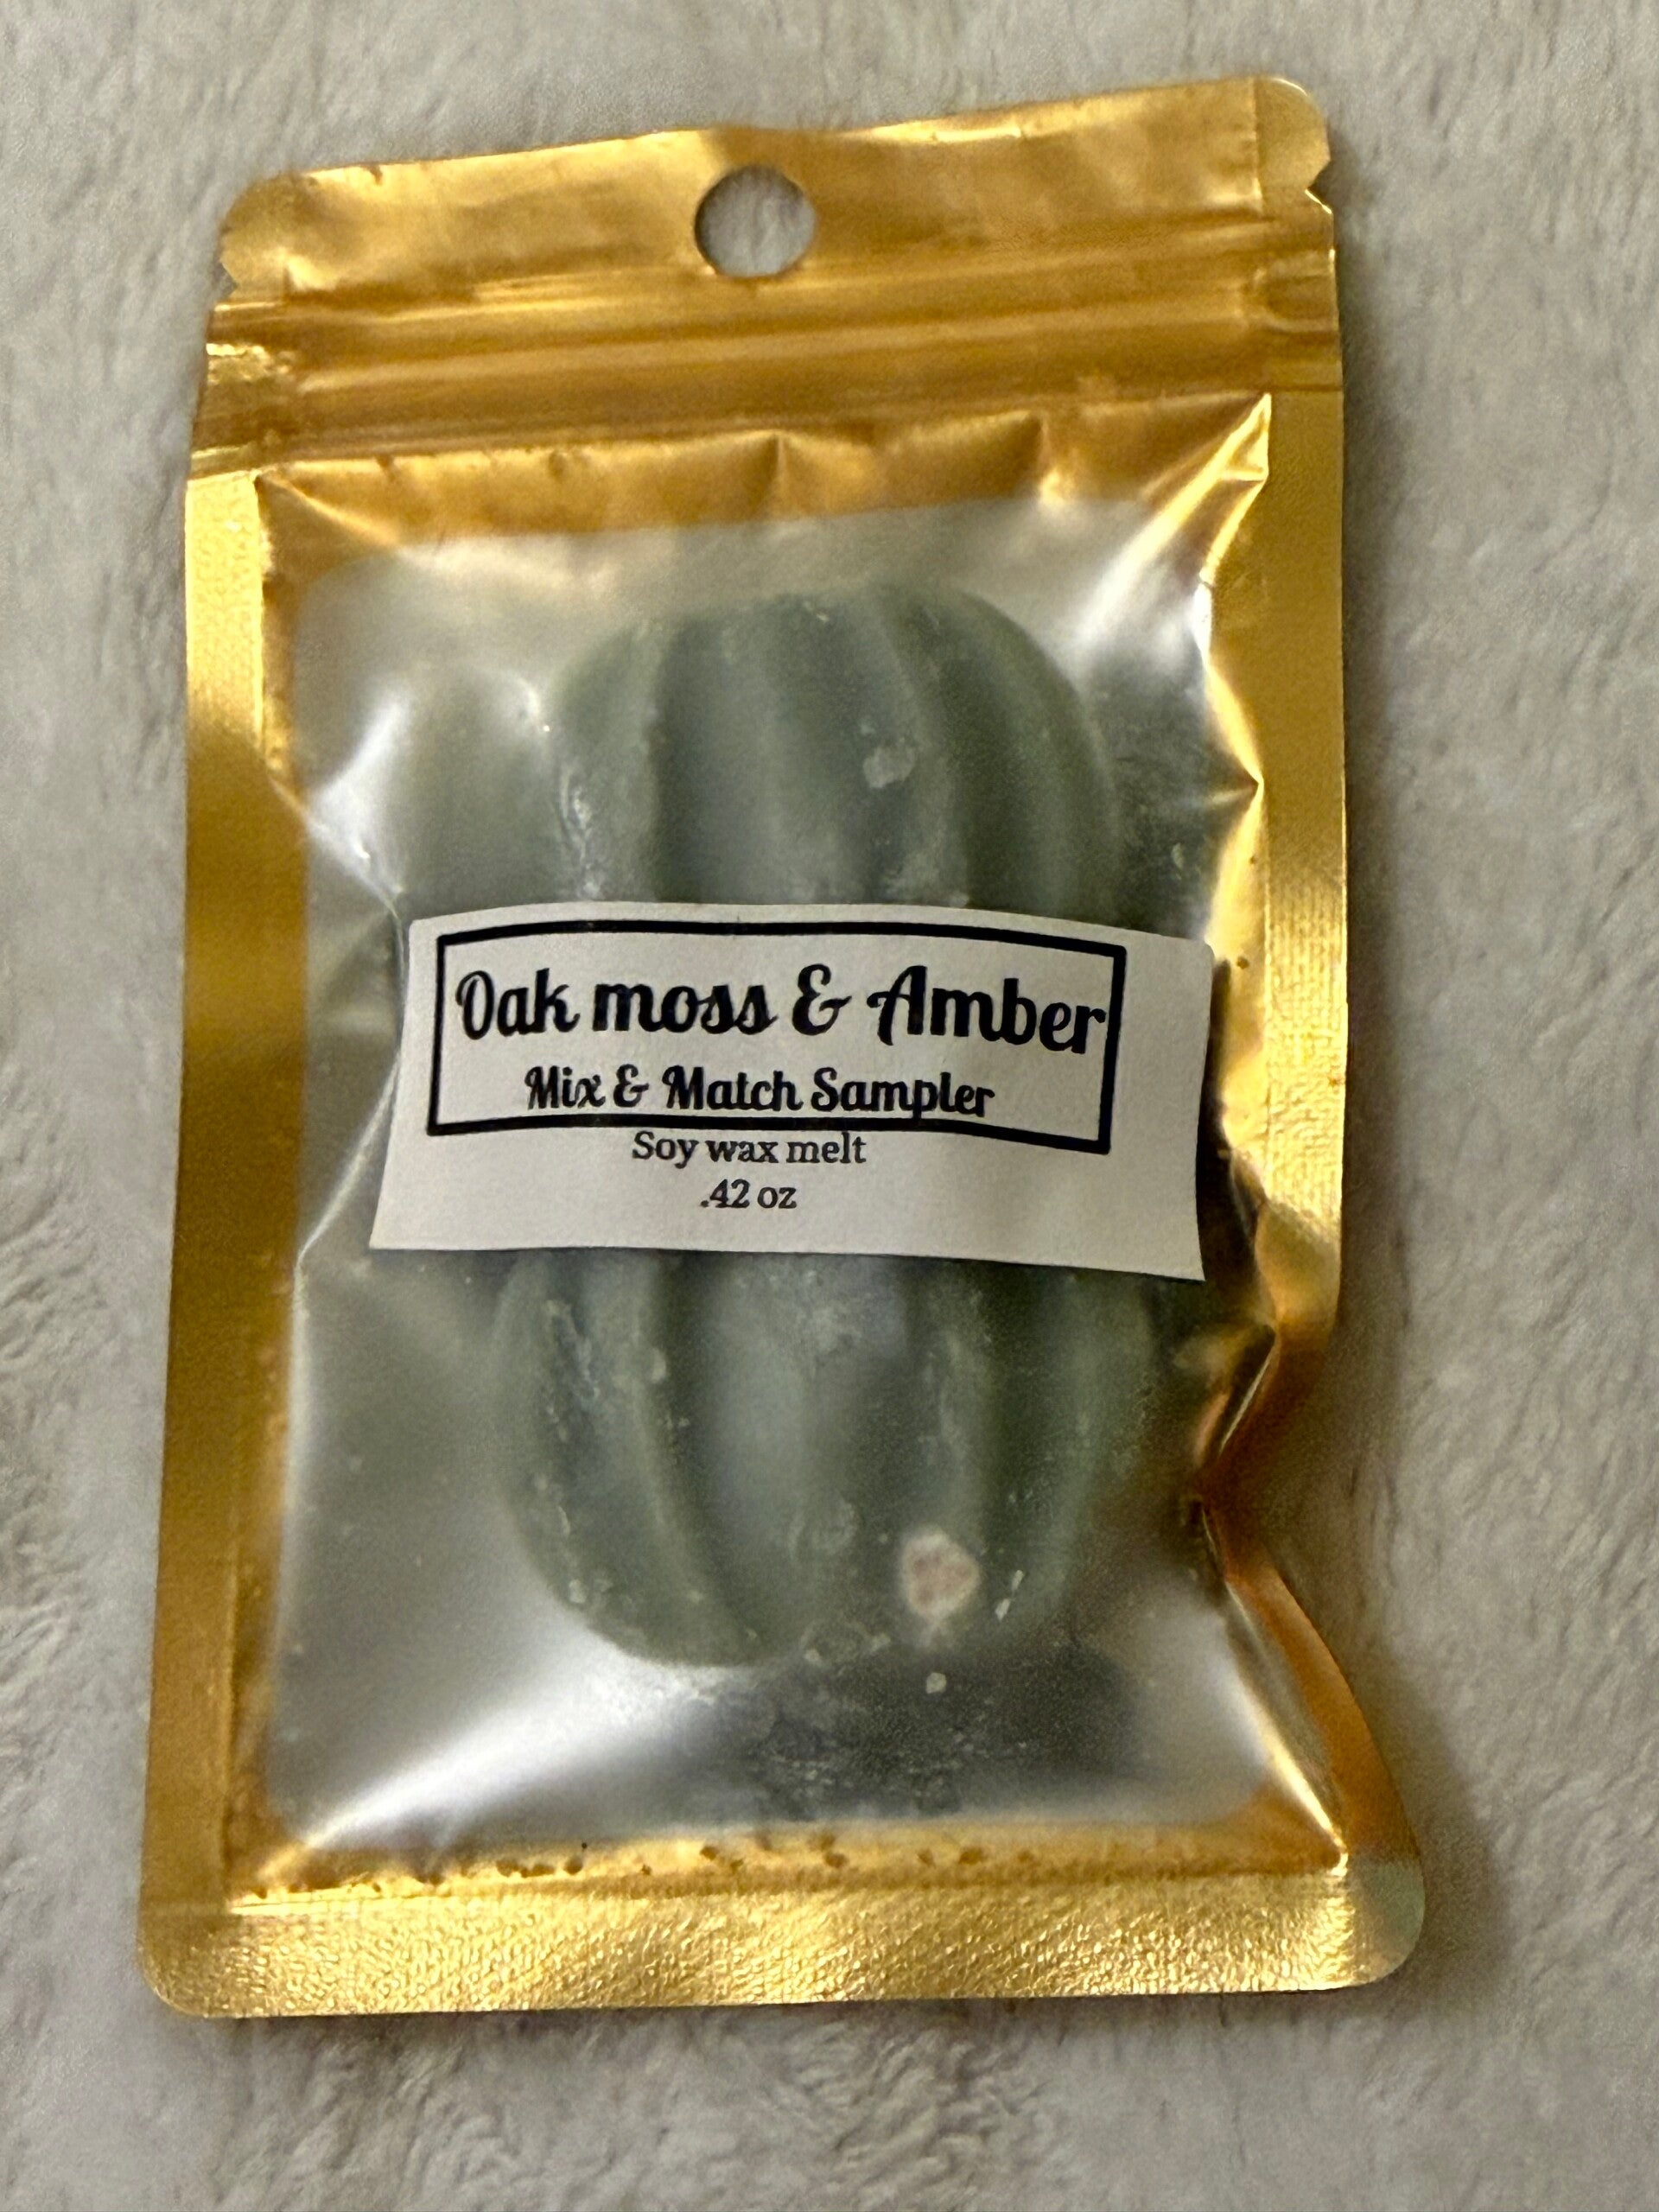 Oak moss & Amber
Mix & Match Sampler
Soy wax melt
.42 oz